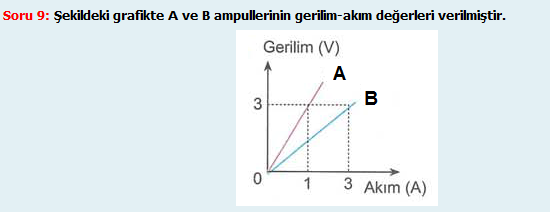 Soru 9: Şekildeki grafikte A ve B ampullerinin gerilim-akım değerleri verilmiştir.
Gerilim (V)
A
B
3
0
1
3
Akım (A)